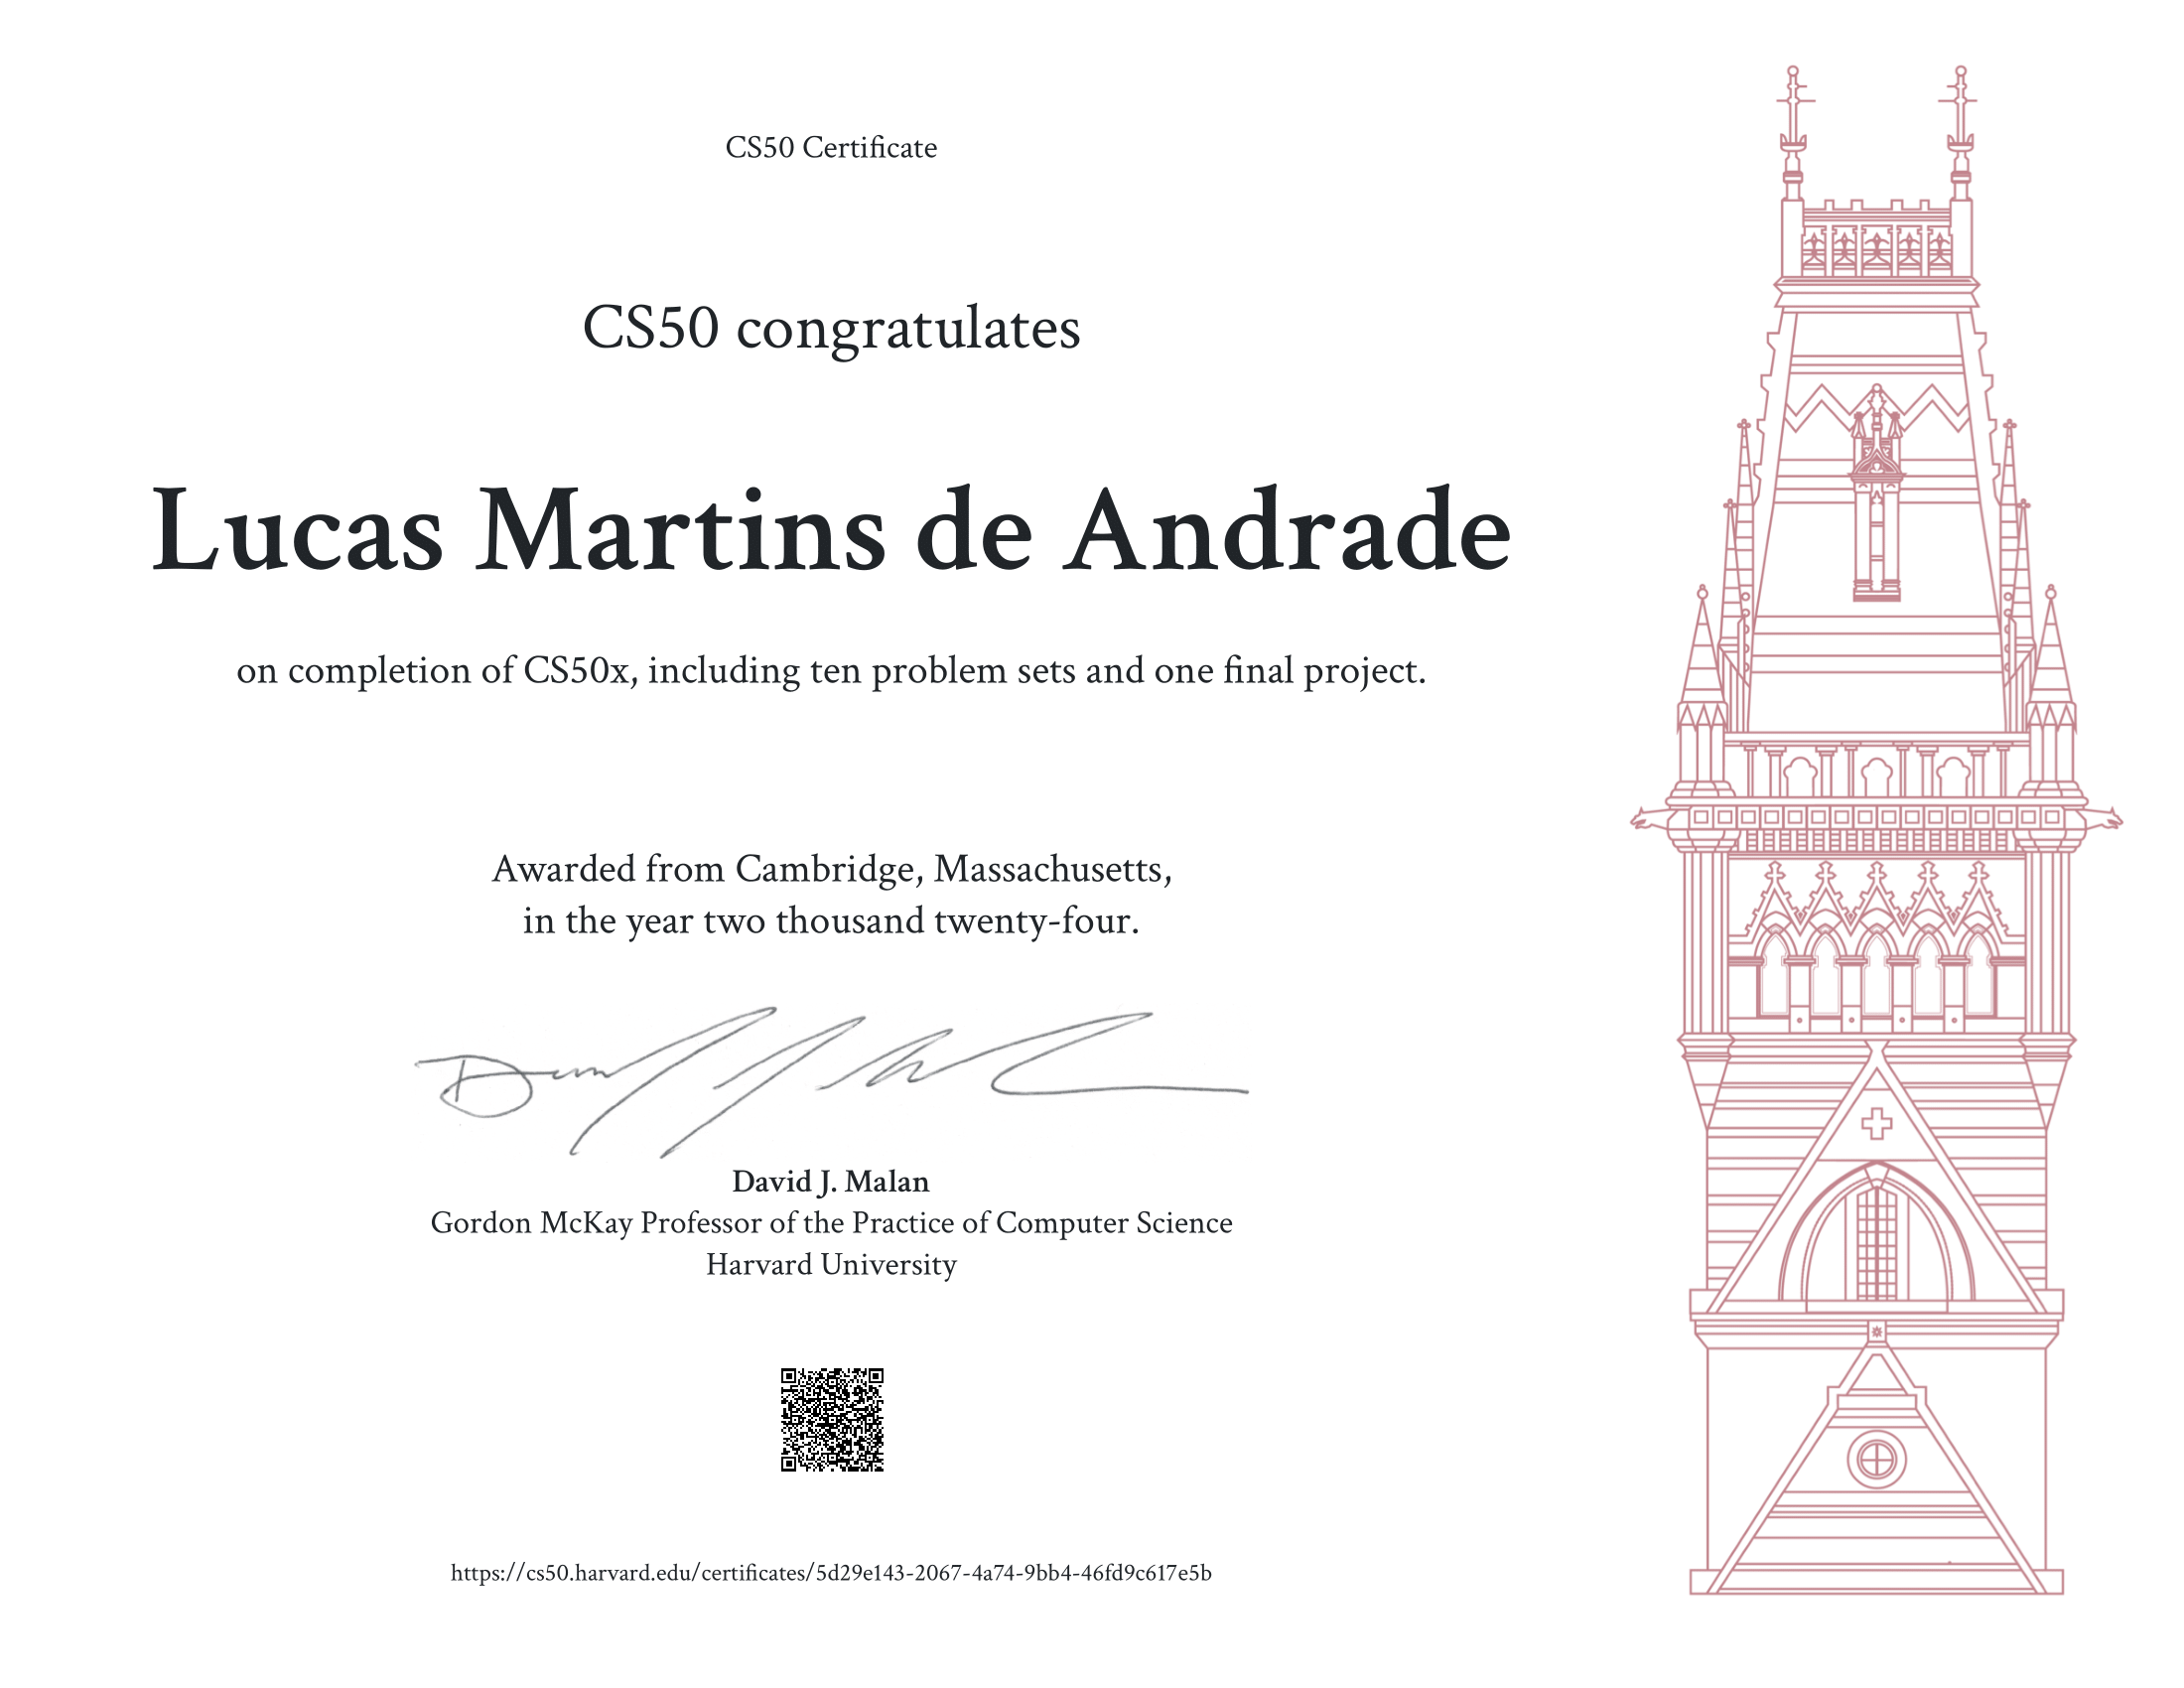 CS50 Certificate
CS50 congratulates
Lucas Martins de Andrade
on completion of CS50x, including ten problem sets and one final project.
Awarded from Cambridge, Massachusetts,
in the year two thousand twenty-four.
David J. Malan
Gordon McKay Professor of the Practice of Computer Science
Harvard University
https://cs50.harvard.edu/certificates/5d29e143-2067-4a74-9bb4-46fd9c617e5b